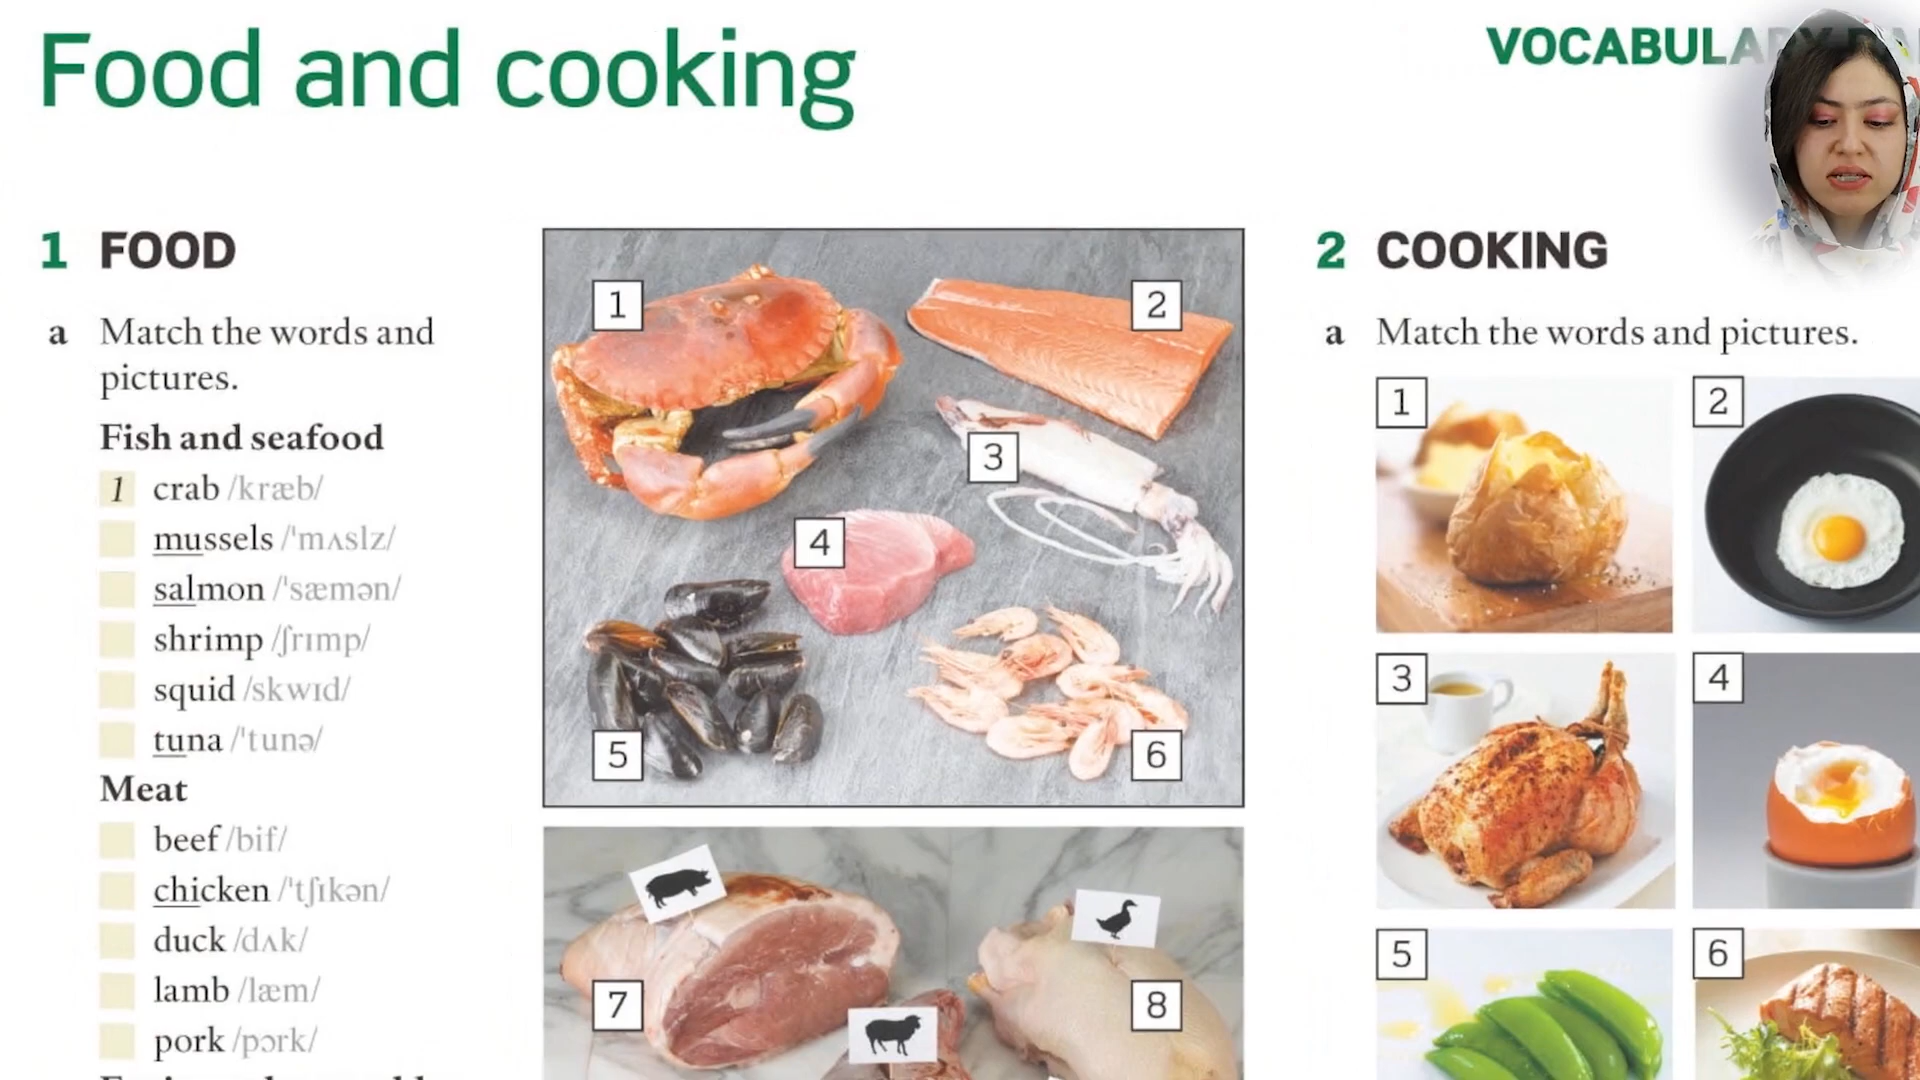 Food and cooking
VOCABULARY
1 FOOD
a Match the words and
pictures.
Fish and seafood
1 crab /kræb/
mussels /ˈmʌslz/
salmon /ˈsæmən/
shrimp /ʃrɪmp/
squid /skwɪd/
tuna /ˈtunə/
Meat
beef /bif/
chicken /ˈtʃɪkən/
duck /dʌk/
lamb /læm/
pork /pɔrk/
1
2
3
4
5
6
7
8
2 COOKING
a Match the words and pictures.
1
2
3
4
5
6